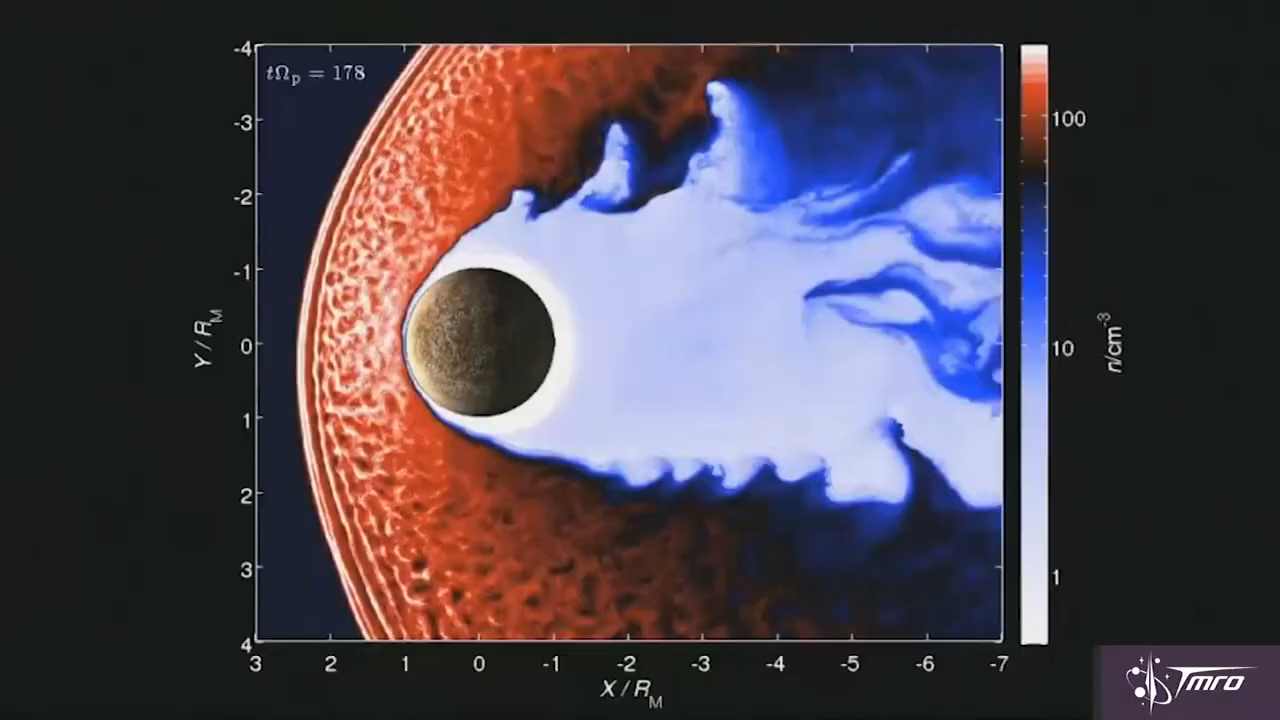 tΩp = 178
-4
-3
-2
-1
0
1
2
3
4
Y / RM
3 2 1 0 -1 -2 -3 -4 -5 -6 -7
X / RM
100
10
1
n/cm-3
TMRO